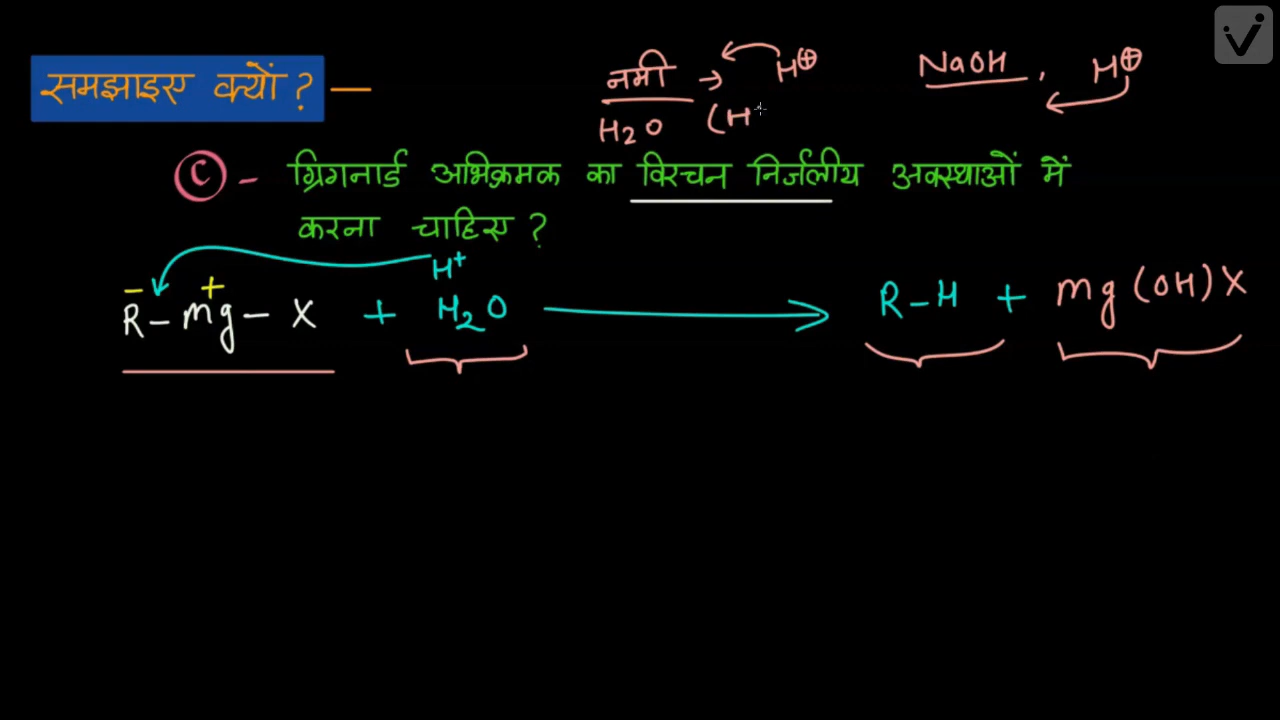 समझाइए क्यों ? —
नमी → H⊕ NaOH , H⊕
H₂O (H⁺
C - ग्रिगनार्ड अभिक्रमक का विरचन निर्जलीय अवस्थाओं में
करना चाहिए ?
H⁺
− +
R – mg – X + H₂O ⟶ R – H + mg (OH) X